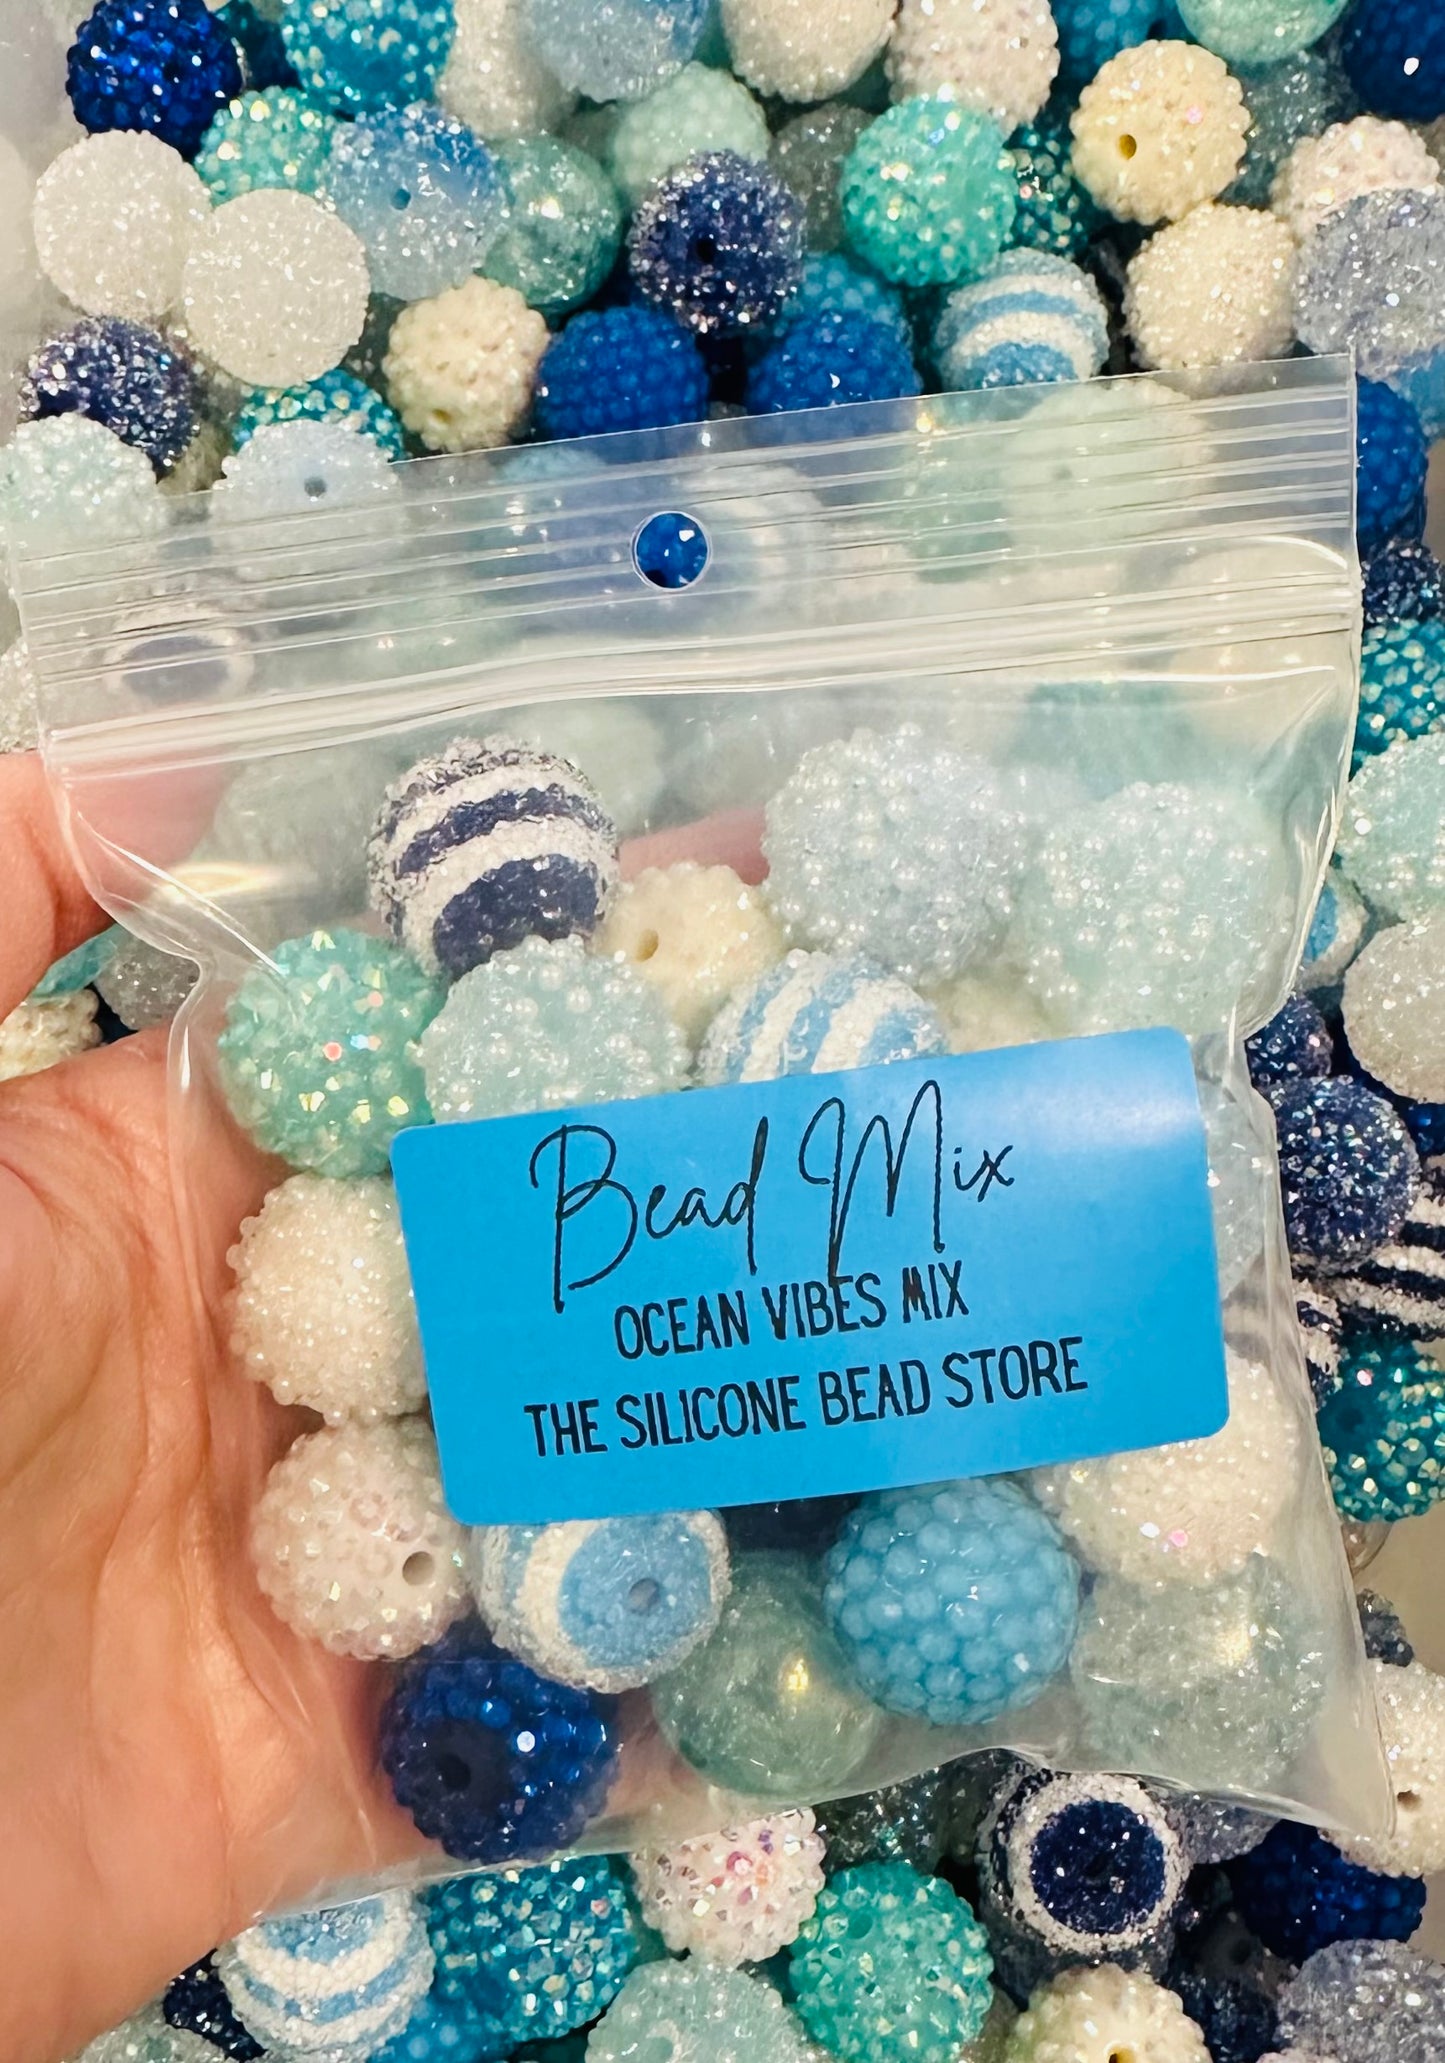 Bead Mix
OCEAN VIBES MIX
THE SILICONE BEAD STORE